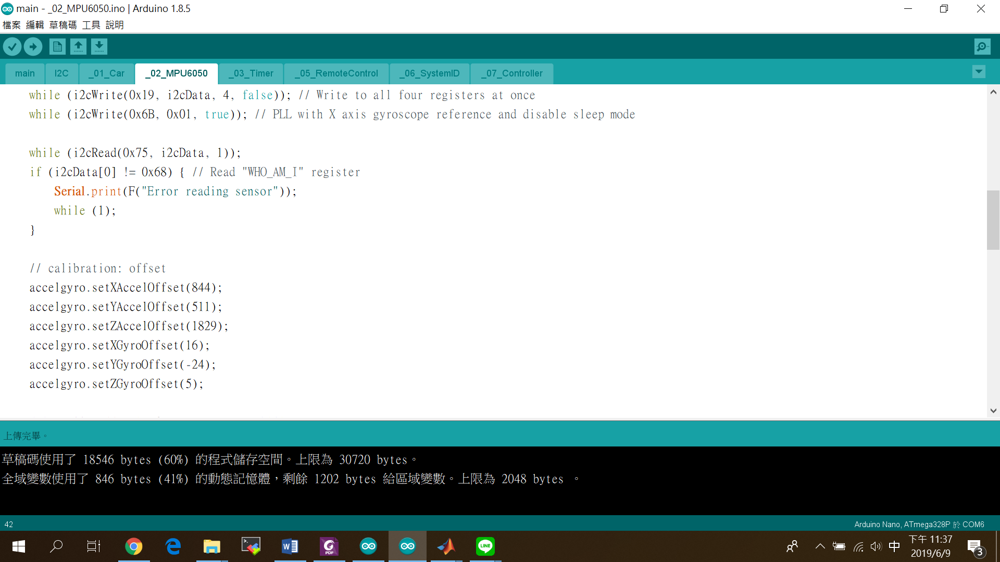 main - _02_MPU6050.ino | Arduino 1.8.5
檔案 編輯 草稿碼 工具 說明
main I2C _01_Car _02_MPU6050 _03_Timer _05_RemoteControl _06_SystemID _07_Controller
while (i2cWrite(0x19, i2cData, 4, false)); // Write to all four registers at once
while (i2cWrite(0x6B, 0x01, true)); // PLL with X axis gyroscope reference and disable sleep mode
while (i2cRead(0x75, i2cData, 1));
if (i2cData[0] != 0x68) { // Read "WHO_AM_I" register
Serial.print(F("Error reading sensor"));
while (1);
}
// calibration: offset
accelgyro.setXAccelOffset(844);
accelgyro.setYAccelOffset(511);
accelgyro.setZAccelOffset(1829);
accelgyro.setXGyroOffset(16);
accelgyro.setYGyroOffset(-24);
accelgyro.setZGyroOffset(5);
上傳完畢。
草稿碼使用了 18546 bytes (60%) 的程式儲存空間。上限為 30720 bytes。
全域變數使用了 846 bytes (41%) 的動態記憶體，剩餘 1202 bytes 給區域變數。上限為 2048 bytes 。
42
Arduino Nano, ATmega328P 於 COM6
W
PDF
LINE
中
下午 11:37
2019/6/9
3